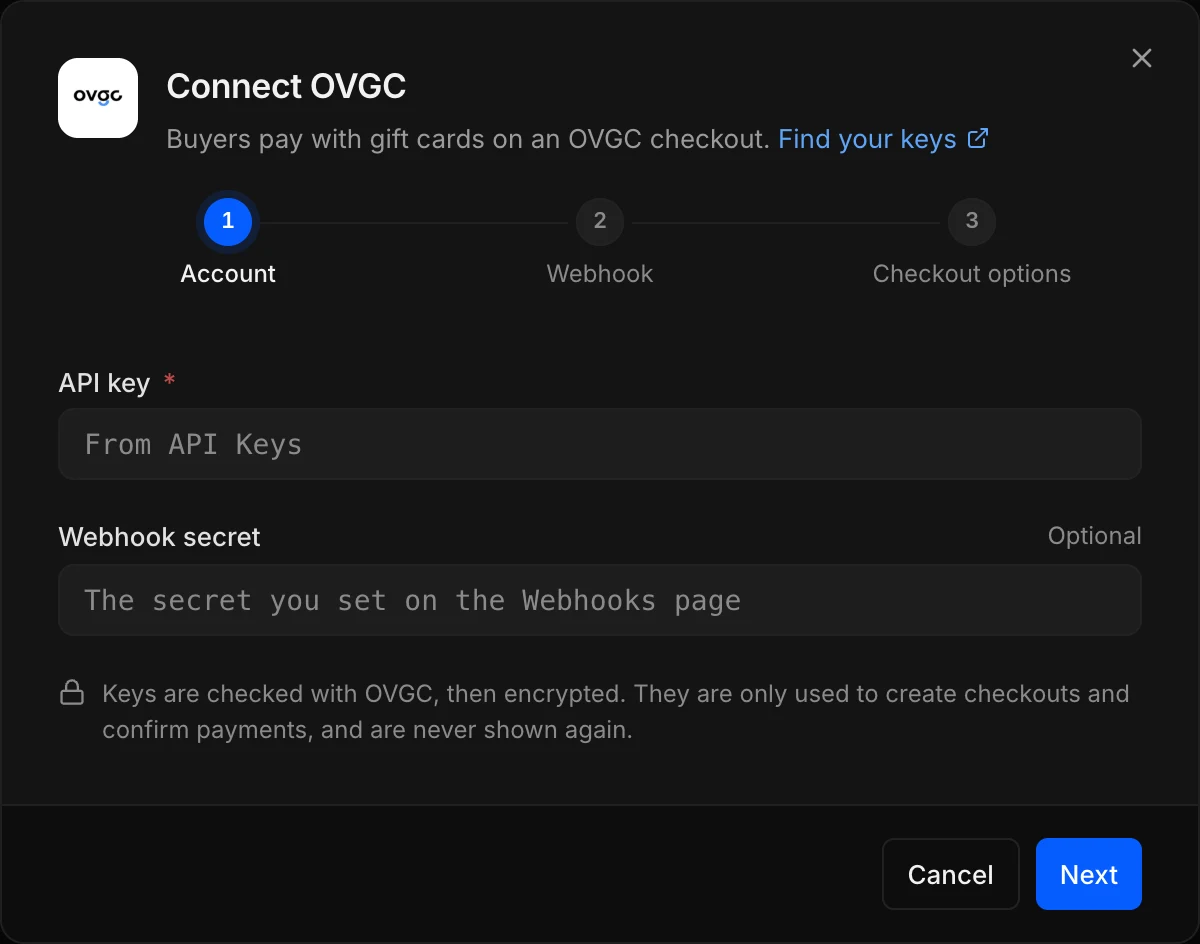 ovgc
Connect OVGC
Buyers pay with gift cards on an OVGC checkout. Find your keys
1
2
3
Account
Webhook
Checkout options
API key *
From API Keys
Webhook secret
Optional
The secret you set on the Webhooks page
Keys are checked with OVGC, then encrypted. They are only used to create checkouts and
confirm payments, and are never shown again.
Cancel
Next